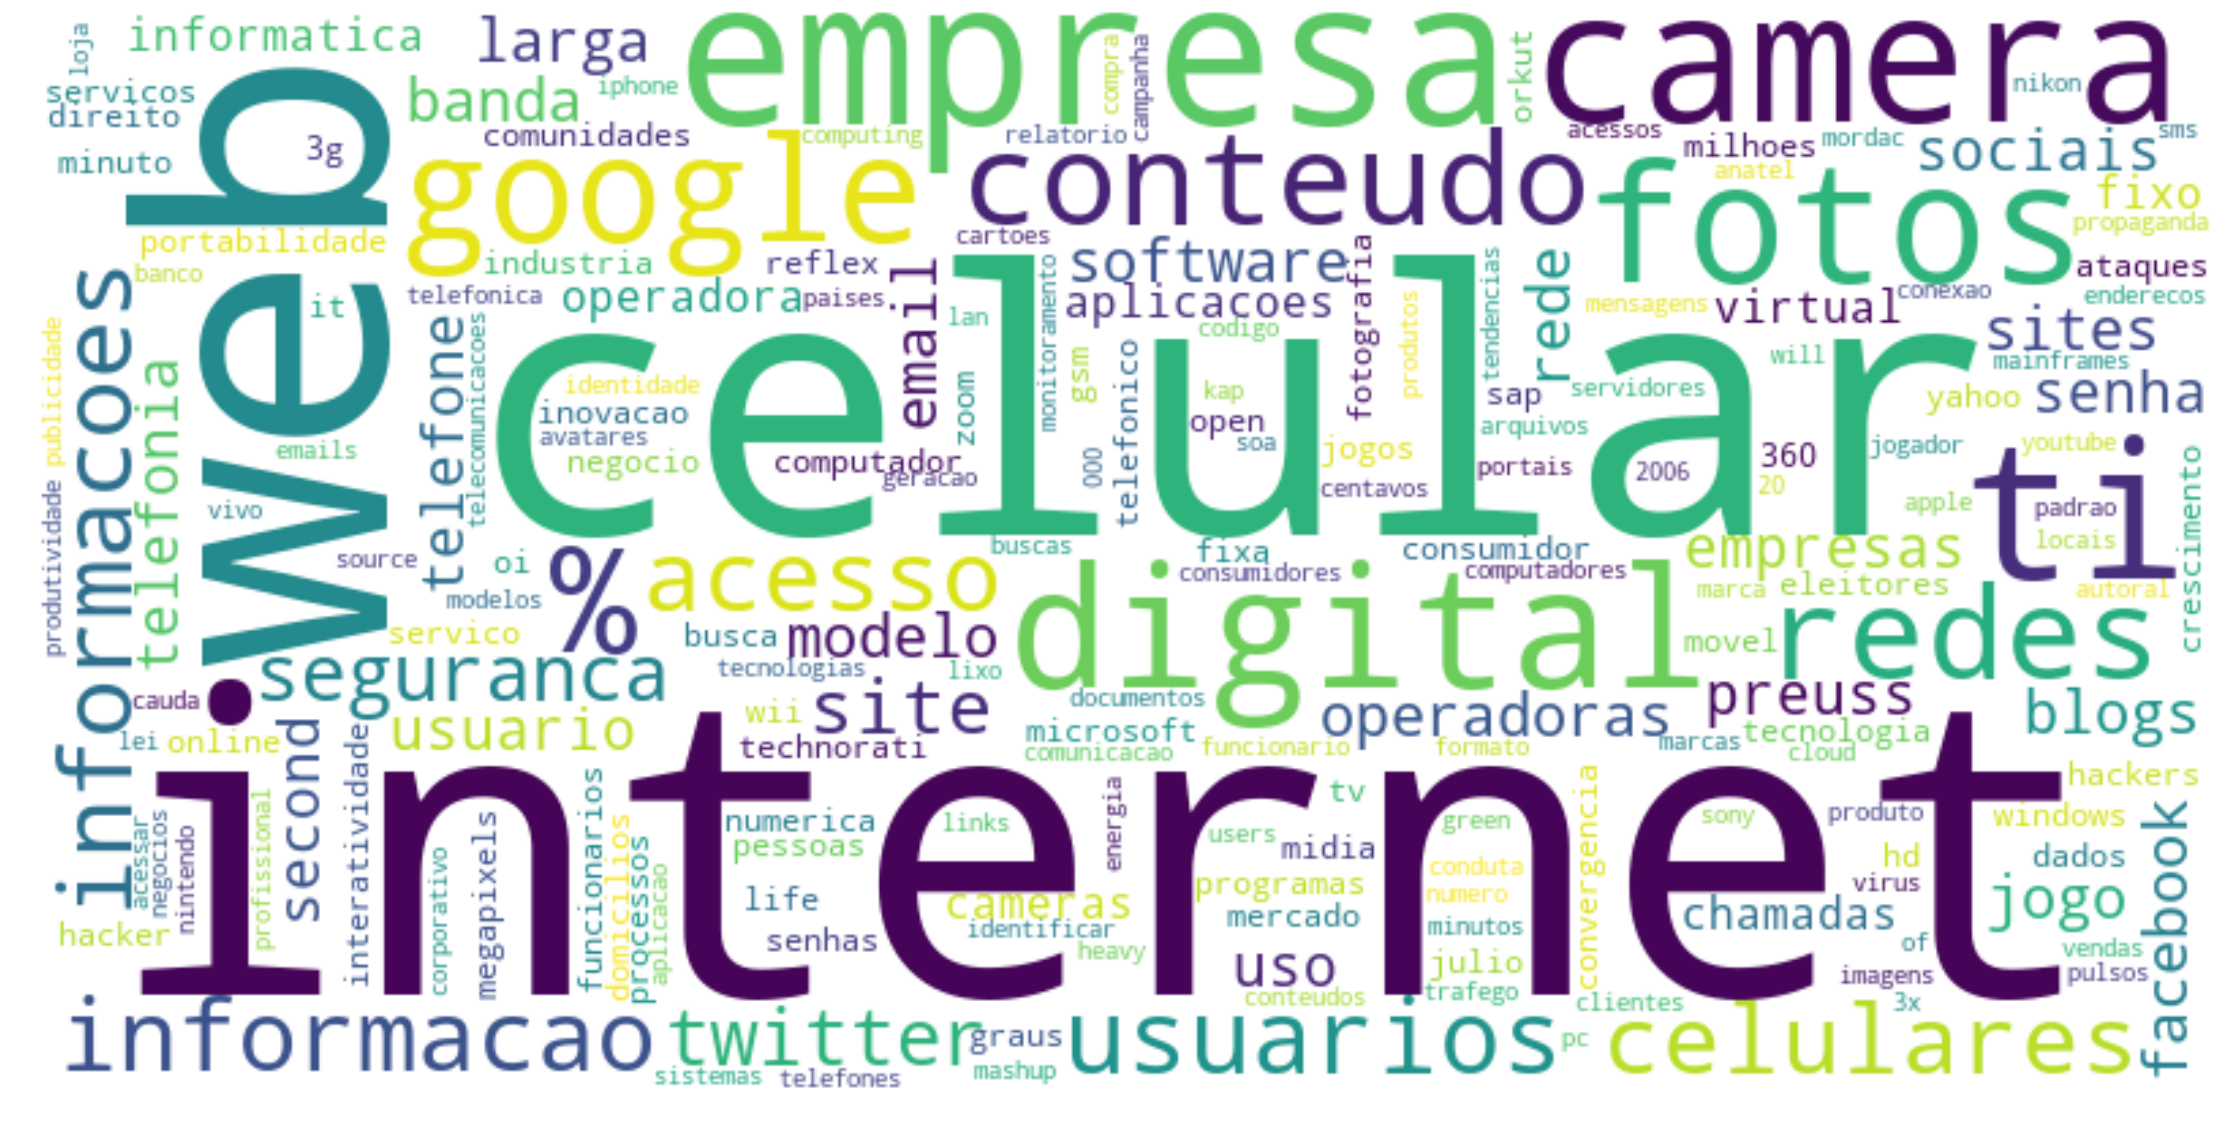 loja
informatica
larga
empresa
compra
campanha
orkut
camera
nikon
servicos
direito
banda
iphone
web
3g
comunidades
computing
relatorio
acessos
milhoes
mordac
sociais
sms
minuto
google
conteudo
anatel
fotos
fixo
propaganda
portabilidade
banco
industria
reflex
cartoes
software
fotografia
tendencias
rede
ataques
telefonica
operadora
paises
email
monitoramento
aplicacoes
produtos
mensagens
virtual
conexao
enderecos
it
informacoes
publicidade
produtividade
telefonia
telefone
telecomunicacoes
celular
lan
codigo
sites
will
mainframes
identidade
inovacao
avatares
negocio
zoom
gsm
telefonico
kap
open
soa
sap
servidores
arquivos
yahoo
senha
emails
computador
geracao
000
jogos
centavos
portais
2006
360
20
jogador
youtube
ti
vivo
apple
padrao
locais
crescimento
source
oi
%
acesso
buscas
fixa
consumidores
consumidor
computadores
empresas
modelos
marca
eleitores
autoral
servico
busca
modelo
digital
movel
redes
seguranca
tecnologias
lixo
cauda
documentos
preuss
blogs
usuario
wii
site
microsoft
operadoras
lei
online
second
interatividade
technorati
comunicacao
funcionario
formato
marcas
tecnologia
cloud
internet
hackers
acessar
negocios
nintendo
profissional
corporativo
megapixels
funcionarios
domicilios
processos
aplicacao
numerica
pessoas
links
energia
users
tv
midia
green
convergencia
sony
produto
windows
facebook
conduta
numero
hd
virus
dados
life
cameras
programas
mercado
minutos
chamadas
jogo
hacker
senhas
identificar
heavy
uso
julio
of
vendas
imagens
pulsos
informacao
twitter
graus
conteudos
trafego
clientes
3x
usuarios
pc
celulares
sistemas
telefones
mashup